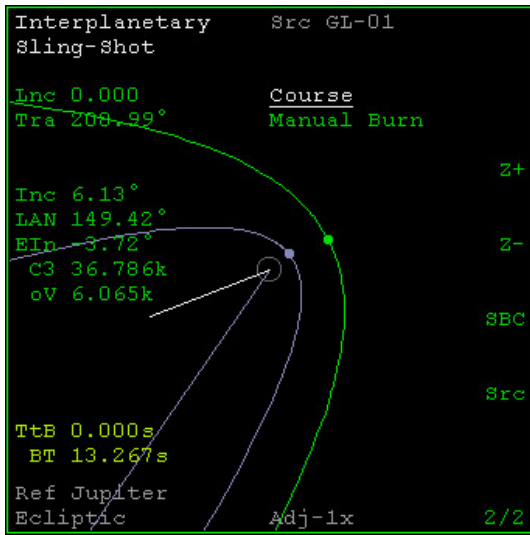 Interplanetary Src GL-01
Sling-Shot
Lnc 0.000 Course
Tra 208.99° Manual Burn
Z+
Inc 6.13°
LAN 149.42°
EIn -3.72° Z-
C3 36.786k
oV 6.065k
SBC
Src
TtB 0.000s
BT 13.267s
Ref Jupiter
Ecliptic Adj-1x 2/2